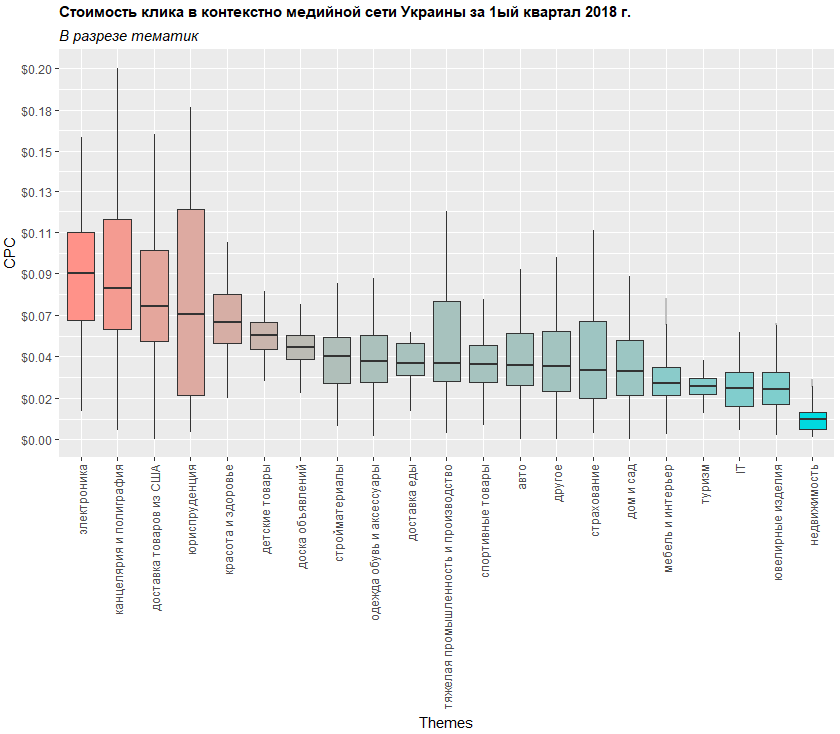 Стоимость клика в контекстно медийной сети Украины за 1ый квартал 2018 г.
В разрезе тематик
$0.20
$0.18
$0.15
$0.13
$0.11
$0.09
$0.07
$0.04
$0.02
$0.00
CPC
электроника
канцелярия и полиграфия
доставка товаров из США
юриспруденция
красота и здоровье
детские товары
доска объявлений
стройматериалы
одежда обувь и аксессуары
доставка еды
тяжелая промышленность и производство
спортивные товары
авто
другое
страхование
дом и сад
мебель и интерьер
туризм
IT
ювелирные изделия
недвижимость
Themes